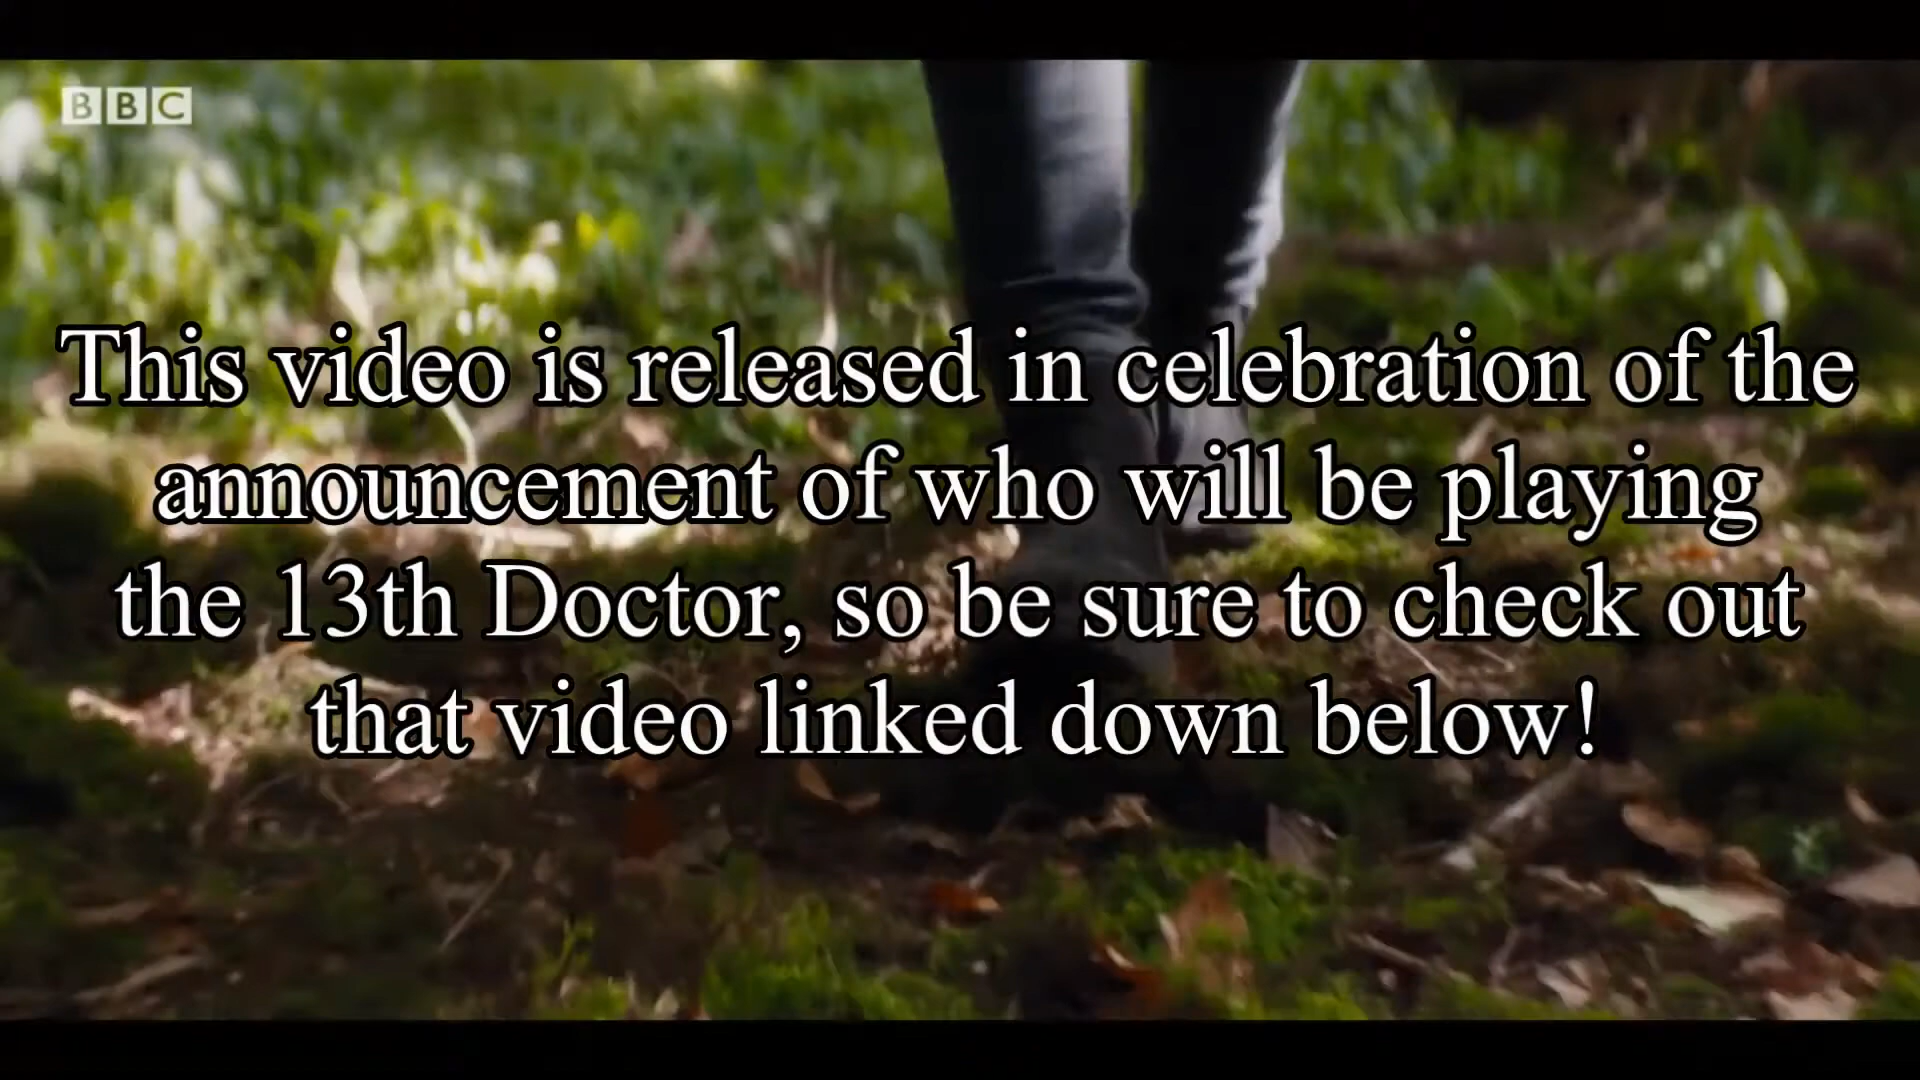 BBC
This video is released in celebration of the
announcement of who will be playing
the 13th Doctor, so be sure to check out
that video linked down below!